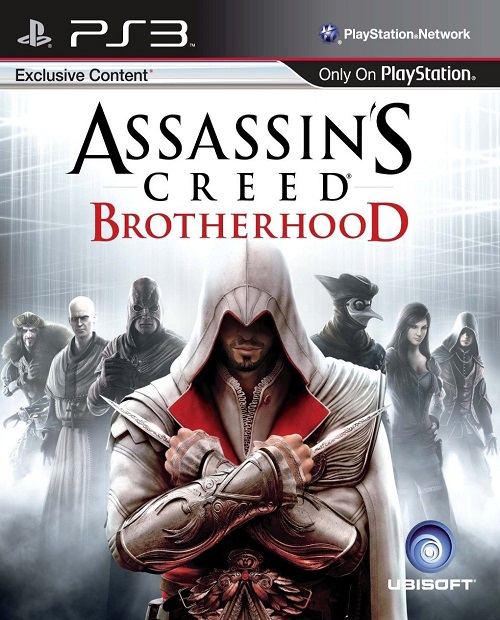 PS3
PlayStation®Network
Exclusive Content*
Only On PlayStation®
ASSASSIN'S
CREED®
BROTHERHOOD
UBISOFT®